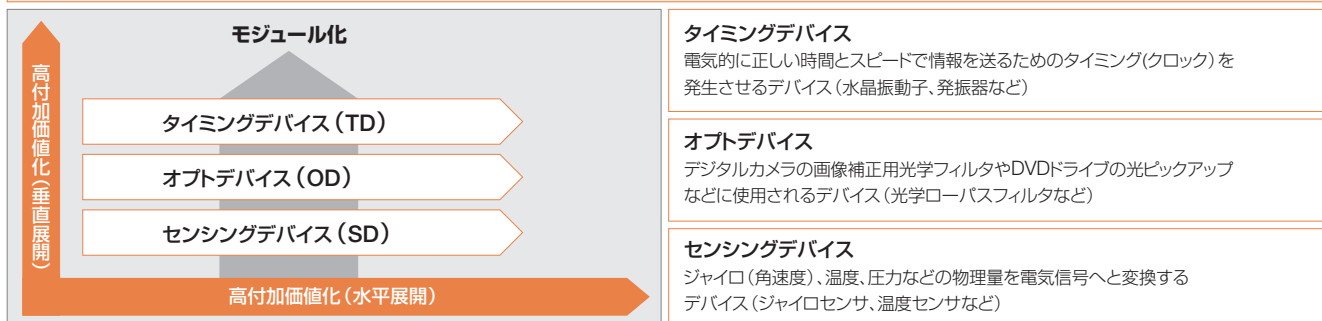 モジュール化
高付加価値化(垂直展開)
タイミングデバイス(TD)
オプトデバイス(OD)
センシングデバイス(SD)
高付加価値化(水平展開)
タイミングデバイス
電気的に正しい時間とスピードで情報を送るためのタイミング(クロック)を
発生させるデバイス(水晶振動子、発振器など)
オプトデバイス
デジタルカメラの画像補正用光学フィルタやDVDドライブの光ピックアップ
などに使用されるデバイス(光学ローパスフィルタなど)
センシングデバイス
ジャイロ(角速度)、温度、圧力などの物理量を電気信号へと変換する
デバイス(ジャイロセンサ、温度センサなど)